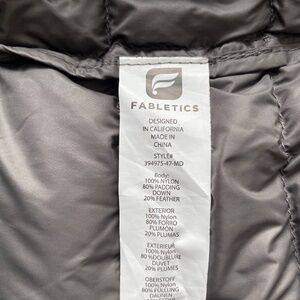 FABLETICS
DESIGNED
IN CALIFORNIA
MADE IN
CHINA
STYLE#
394975-47-MD
Body:
100% NYLON
80% PADDING
DOWN
20% FEATHER
EXTERIOR
100% Nylon
80% FORRO
PLUMÓN
20% PLUMAS
EXTERIEUR
100% Nylon
80% DOUBLURE
DUVET
20% PLUMES
OBERSTOFF
100% Nylon
80% FÜLLUNG
DAUNEN